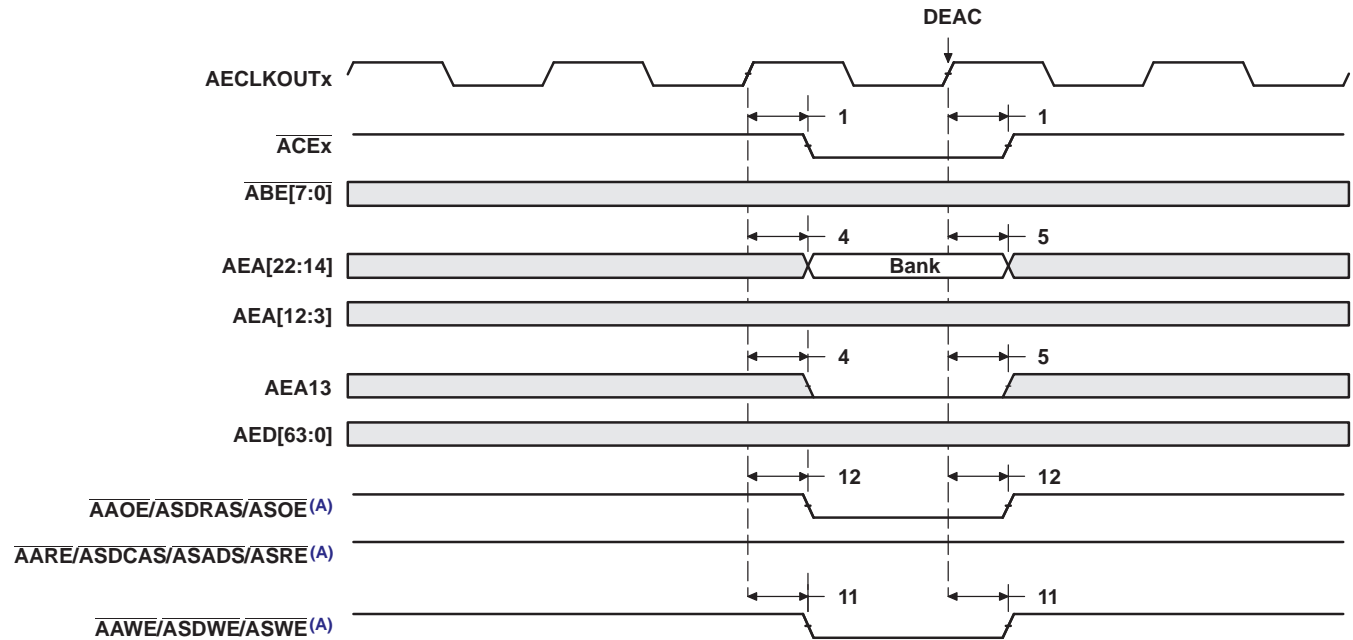 DEAC
AECLKOUTx
1 1
ACEx
ABE[7:0]
4 5
AEA[22:14] Bank
AEA[12:3]
4 5
AEA13
AED[63:0]
12 12
AAOE/ASDRAS/ASOE(A)
AARE/ASDCAS/ASADS/ASRE(A)
11 11
AAWE/ASDWE/ASWE(A)